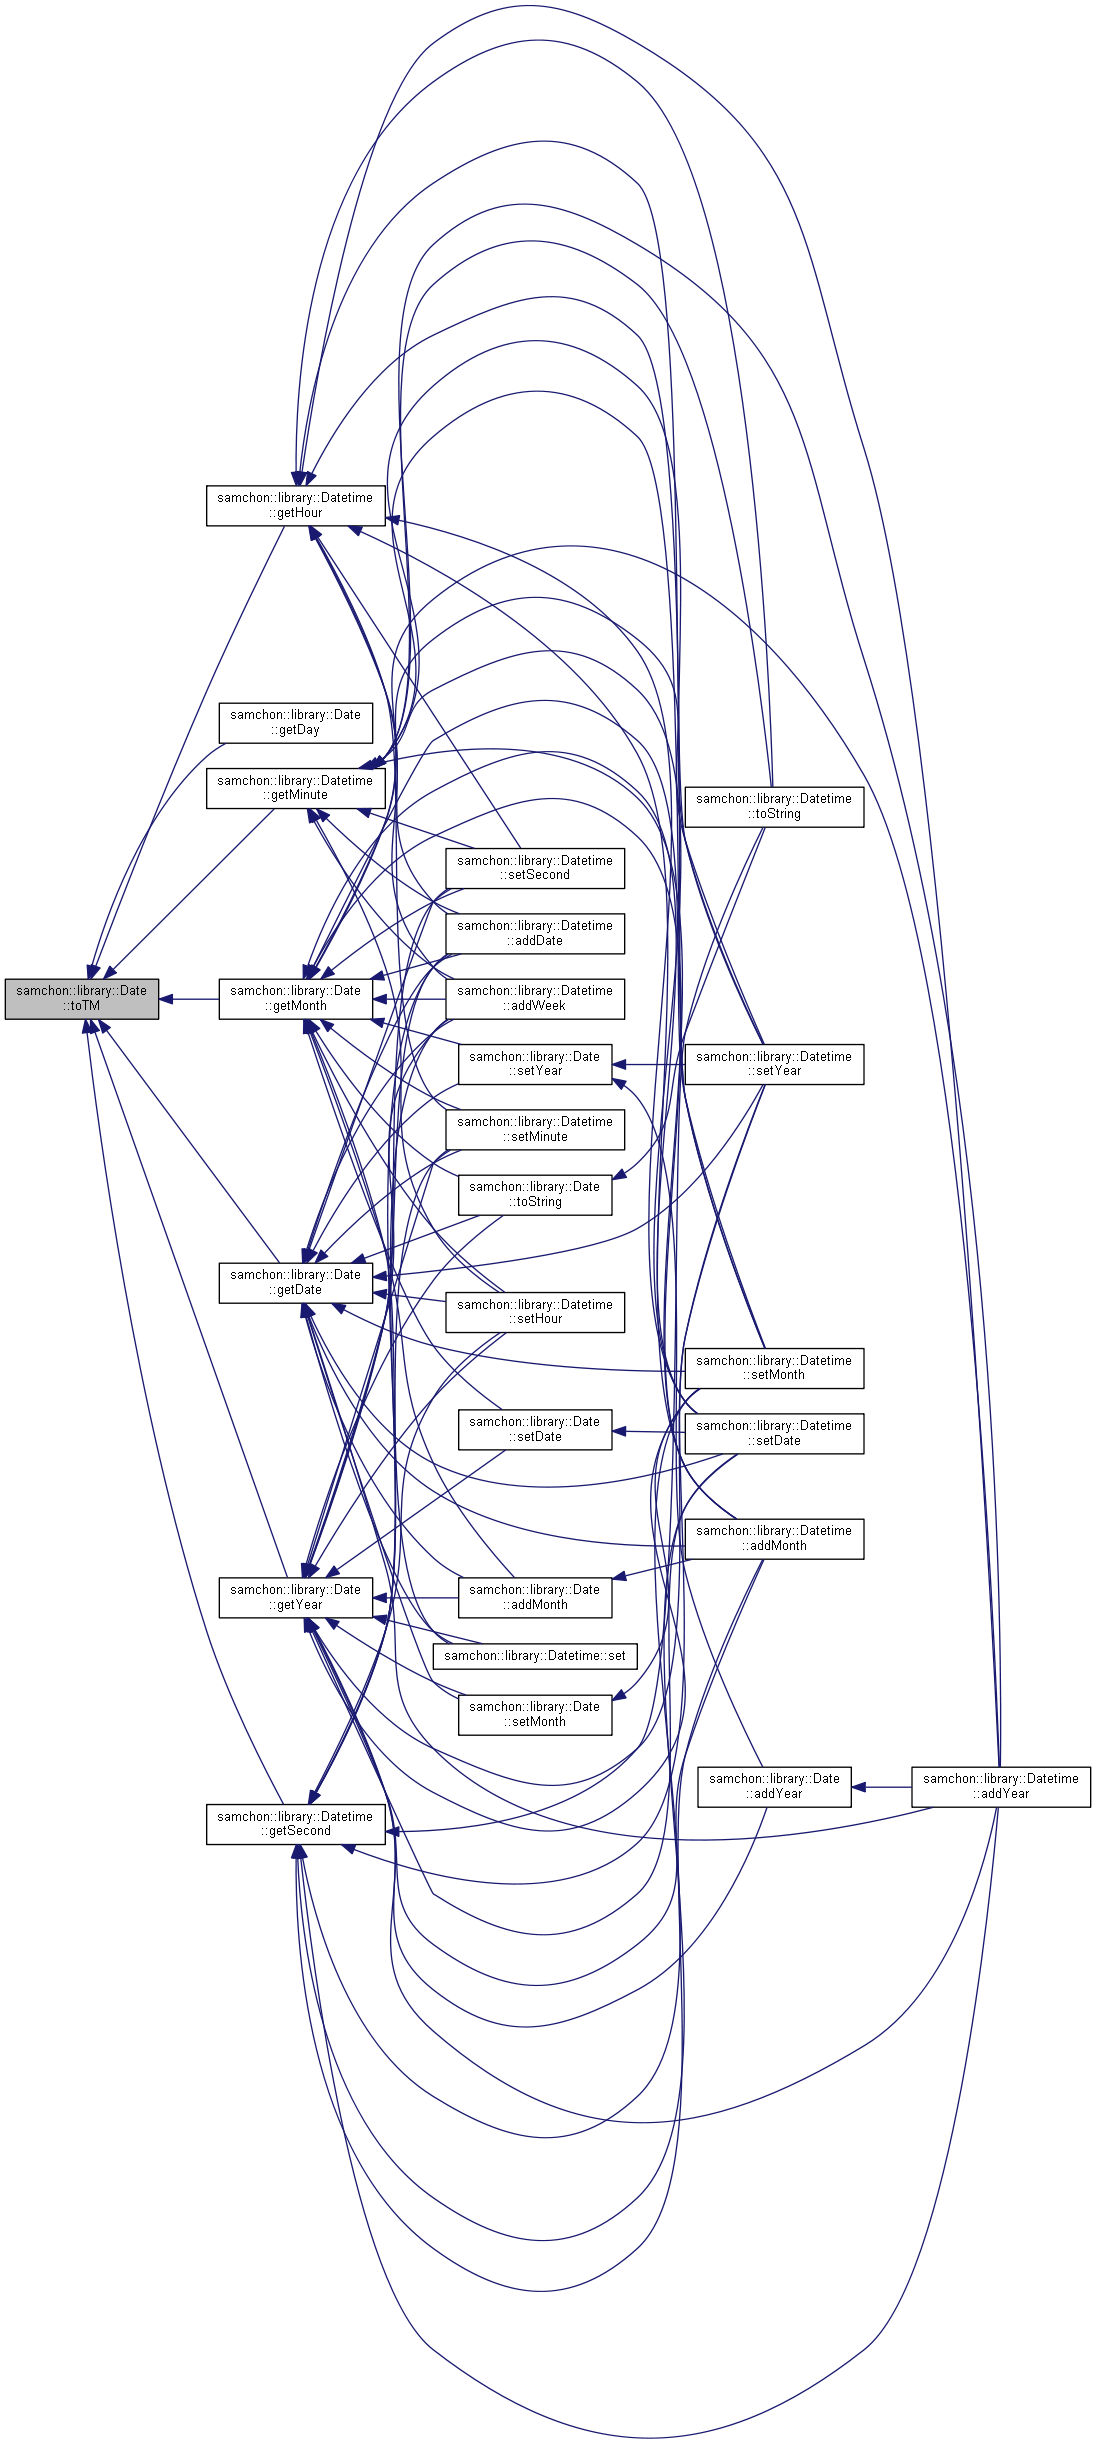 samchon::library::Date
::toTM
samchon::library::Datetime
::getHour
samchon::library::Date
::getDay
samchon::library::Datetime
::getMinute
samchon::library::Date
::getMonth
samchon::library::Date
::getDate
samchon::library::Date
::getYear
samchon::library::Datetime
::getSecond
samchon::library::Datetime
::setSecond
samchon::library::Datetime
::addDate
samchon::library::Datetime
::addWeek
samchon::library::Date
::setYear
samchon::library::Datetime
::setMinute
samchon::library::Date
::toString
samchon::library::Datetime
::setHour
samchon::library::Date
::setDate
samchon::library::Date
::addMonth
samchon::library::Datetime::set
samchon::library::Date
::setMonth
samchon::library::Datetime
::toString
samchon::library::Datetime
::setYear
samchon::library::Datetime
::setMonth
samchon::library::Datetime
::setDate
samchon::library::Datetime
::addMonth
samchon::library::Date
::addYear
samchon::library::Datetime
::addYear